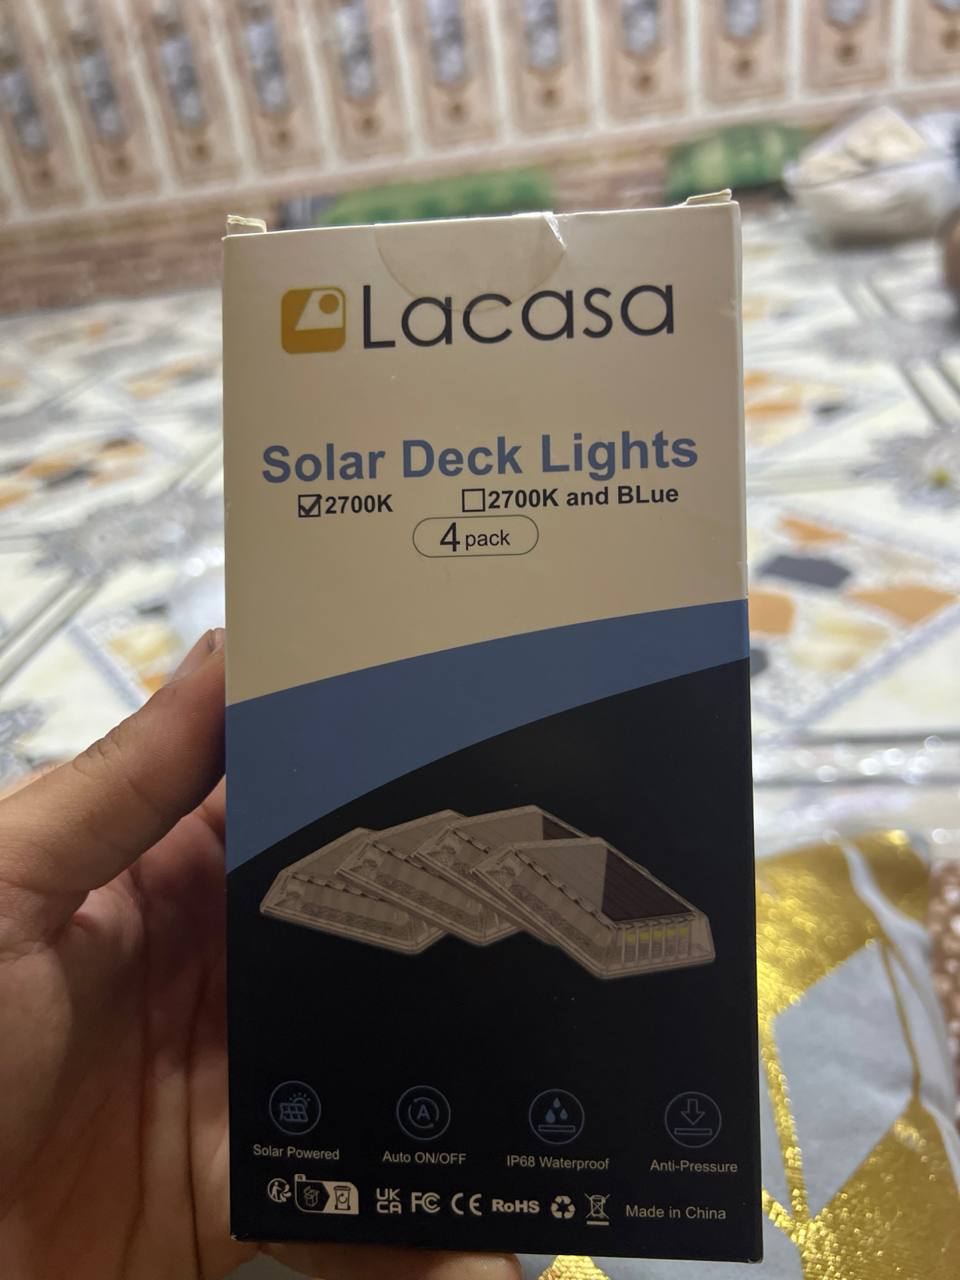 Lacasa
Solar Deck Lights
2700K 2700K and BLue
4 pack
Solar Powered Auto ON/OFF IP68 Waterproof Anti-Pressure
UK CA FC CE RoHS Made in China